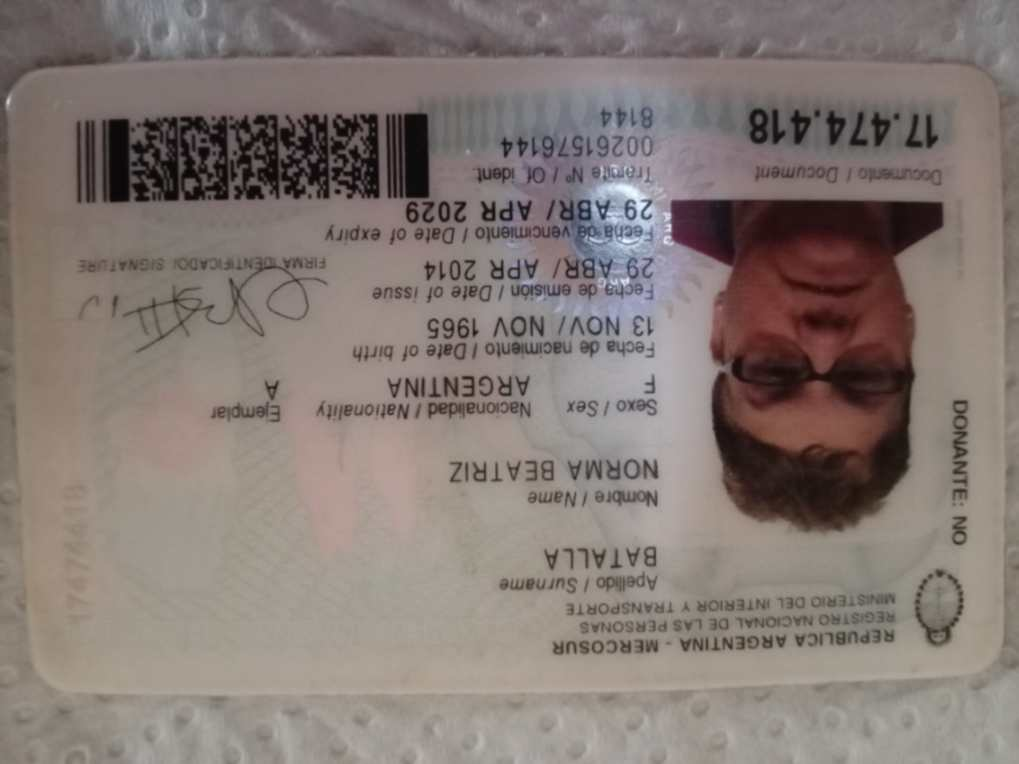 REPUBLICA ARGENTINA - MERCOSUR
REGISTRO NACIONAL DE LAS PERSONAS
MINISTERIO DEL INTERIOR Y TRANSPORTE
Apellido / Surname
BATALLA
Nombre / Name
NORMA BEATRIZ
Sexo / Sex
Nacionalidad / Nationality
Ejemplar
F
ARGENTINA
A
Fecha de nacimiento / Date of birth
13 NOV/ NOV 1965
Fecha de emisión / Date of issue
29 ABR/ APR 2014
FIRMA IDENTIFICADO/ SIGNATURE
Fecha de vencimiento / Date of expiry
29 ABR/ APR 2029
Trámite Nº / Of. ident.
00261576144
8144
Documento / Document
17.474.418
DONANTE: NO
17474418